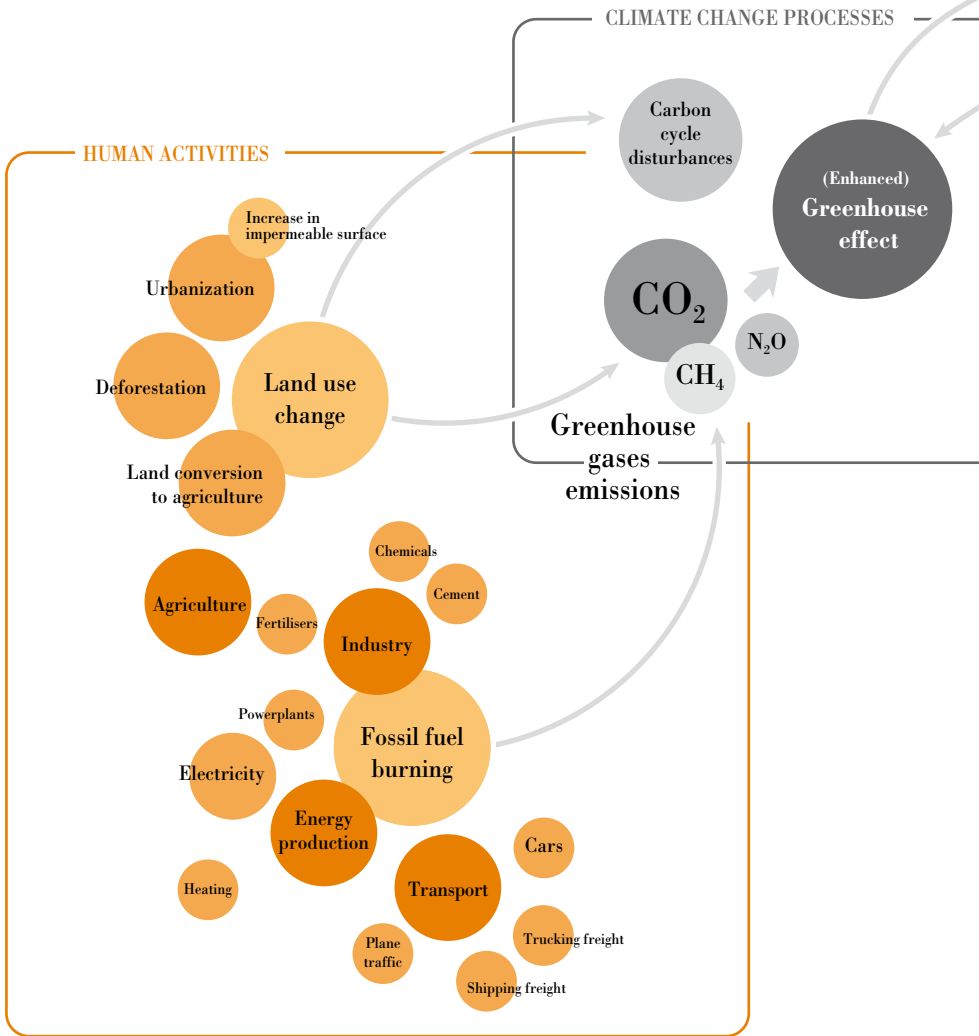 CLIMATE CHANGE PROCESSES
Carbon
cycle
disturbances
HUMAN ACTIVITIES
(Enhanced)
Greenhouse
effect
Increase in
impermeable surface
Urbanization
CO₂
N₂O
CH₄
Deforestation
Land use
change
Greenhouse
gases
emissions
Land conversion
to agriculture
Chemicals
Cement
Agriculture
Fertilisers
Industry
Powerplants
Fossil fuel
burning
Electricity
Energy
production
Cars
Heating
Transport
Plane
traffic
Trucking freight
Shipping freight